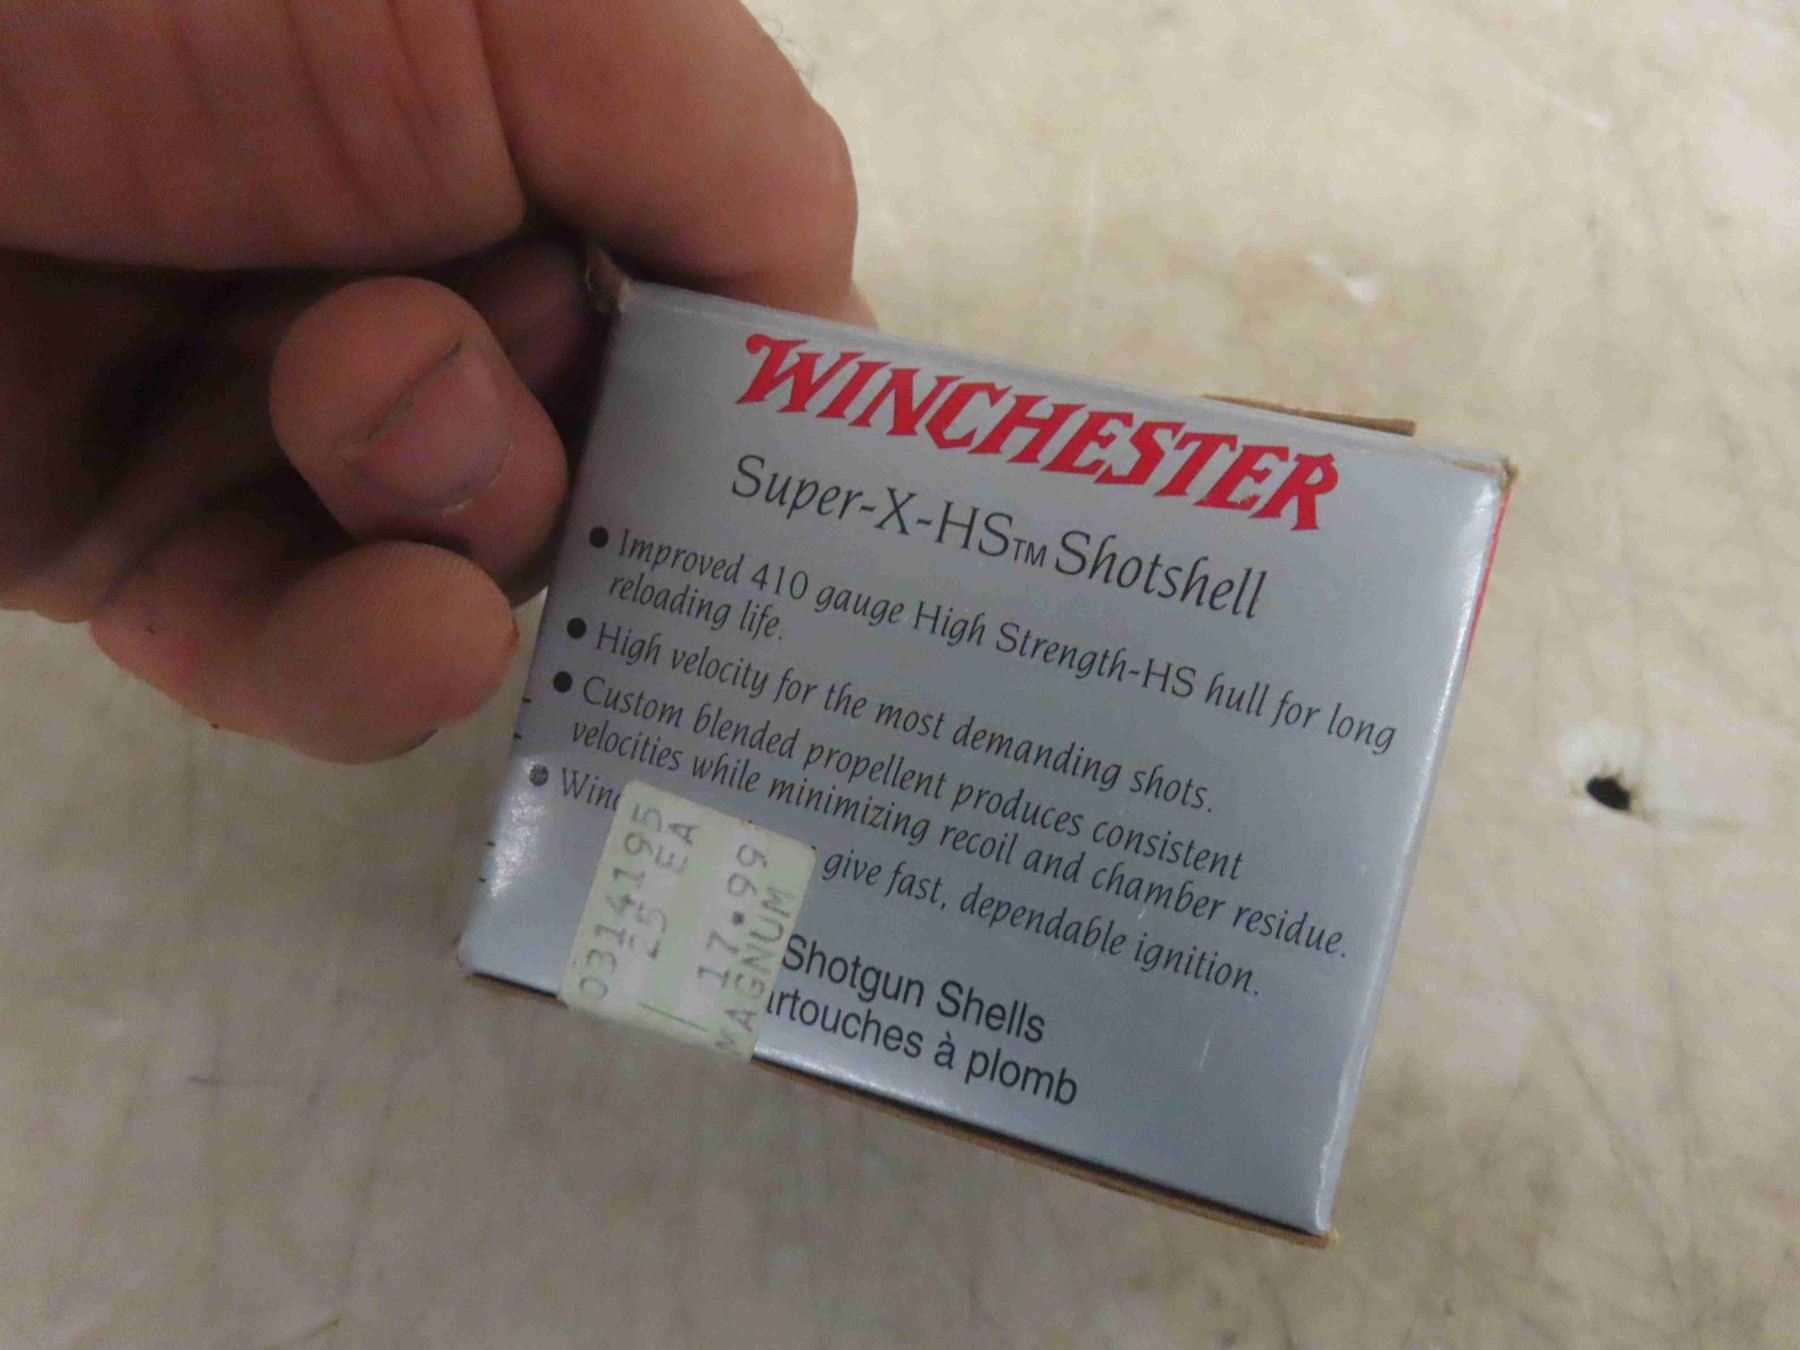 WINCHESTER
Super-X-HS™ Shotshell
● Improved 410 gauge High Strength-HS hull for long
reloading life.
● High velocity for the most demanding shots.
● Custom blended propellent produces consistent
velocities while minimizing recoil and chamber residue.
● give fast, dependable ignition.
Shotgun Shells
à plomb
03141195
25 EA
17.99
MAGNUM